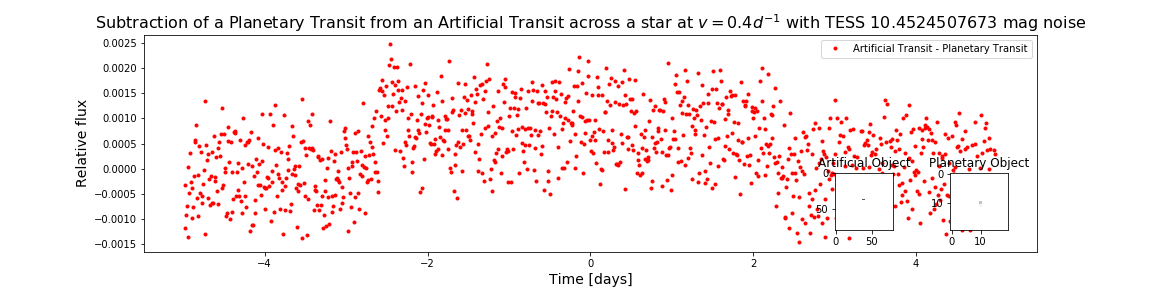 Subtraction of a Planetary Transit from an Artificial Transit across a star at v = 0.4d⁻¹ with TESS 10.4524507673 mag noise
Artificial Transit - Planetary Transit
Relative flux
0.0025
0.0020
0.0015
0.0010
0.0005
0.0000
−0.0005
−0.0010
−0.0015
Artificial Object
0
50
0 50
Planetary Object
0
10
0 10
−4 −2 0 2 4
Time [days]